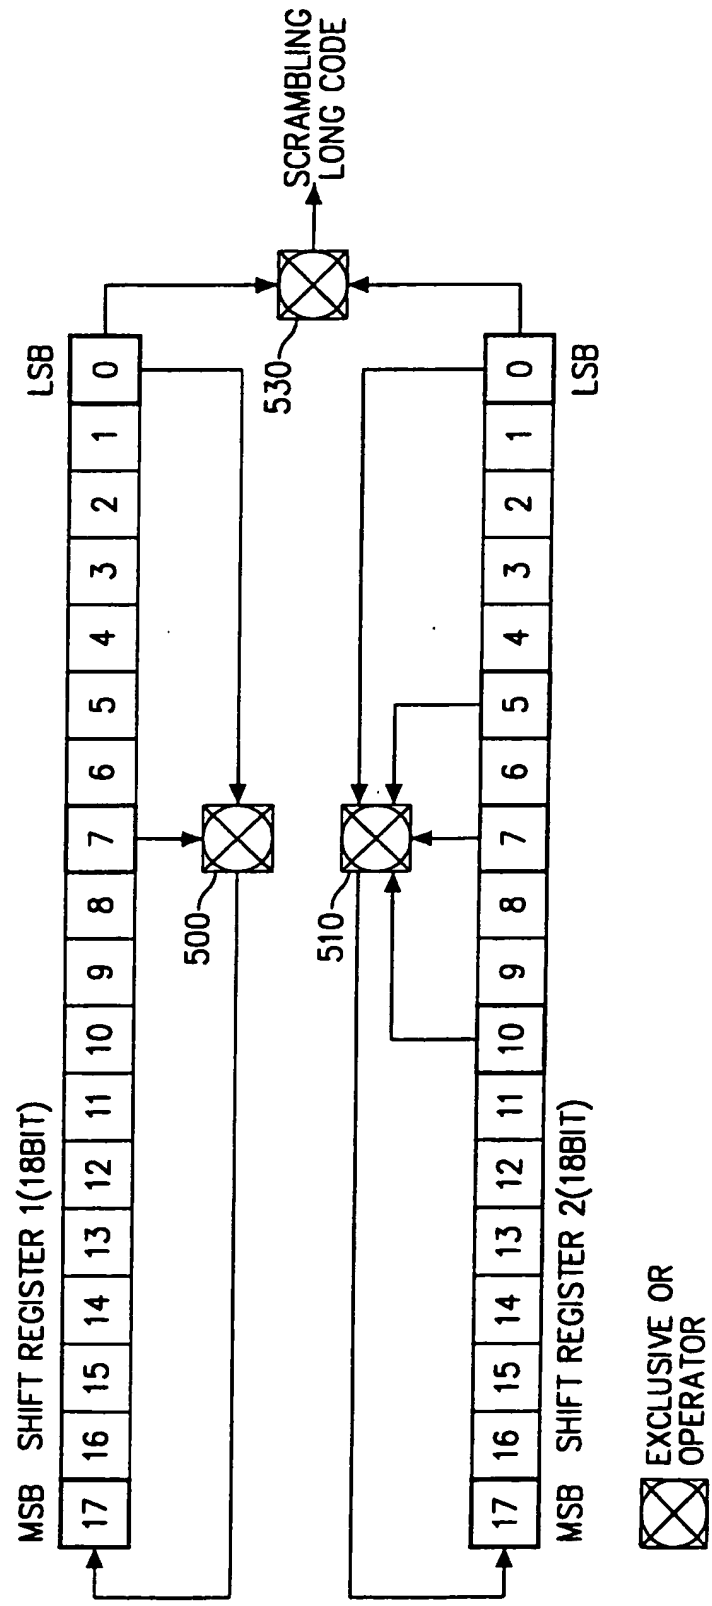 MSB SHIFT REGISTER 1(18BIT)
LSB
17 16 15 14 13 12 11 10 9 8 7 6 5 4 3 2 1 0
500
530
SCRAMBLING
LONG CODE
510
17 16 15 14 13 12 11 10 9 8 7 6 5 4 3 2 1 0
MSB SHIFT REGISTER 2(18BIT)
LSB
EXCLUSIVE OR
OPERATOR